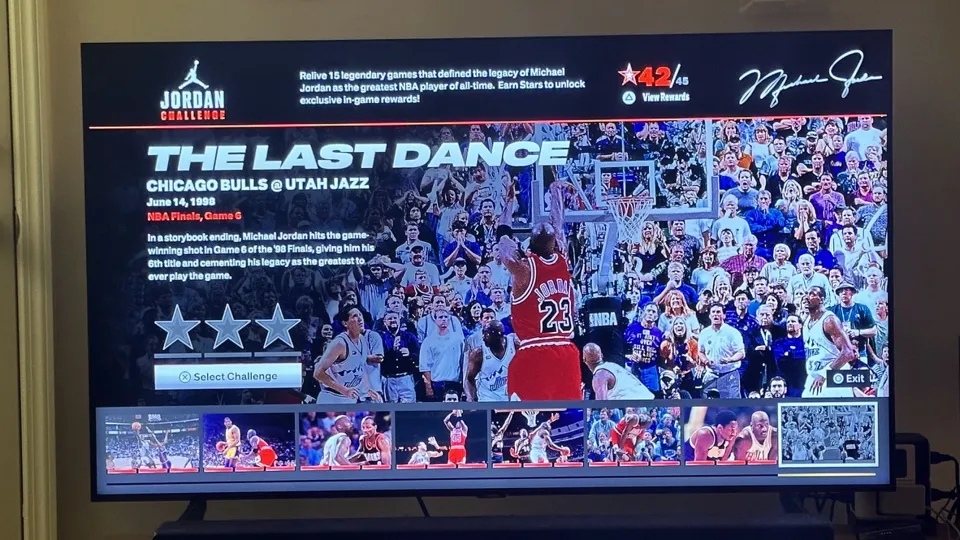 JORDAN
CHALLENGE
Relive 15 legendary games that defined the legacy of Michael
Jordan as the greatest NBA player of all-time. Earn Stars to unlock
exclusive in-game rewards!
42/45
View Rewards
Michael Jordan
THE LAST DANCE
CHICAGO BULLS @ UTAH JAZZ
June 14, 1998
NBA Finals, Game 6
In a storybook ending, Michael Jordan hits the game-
winning shot in Game 6 of the '98 Finals, giving him his
6th title and cementing his legacy as the greatest to
ever play the game.
JORDAN
23
NBA
Select Challenge
Exit